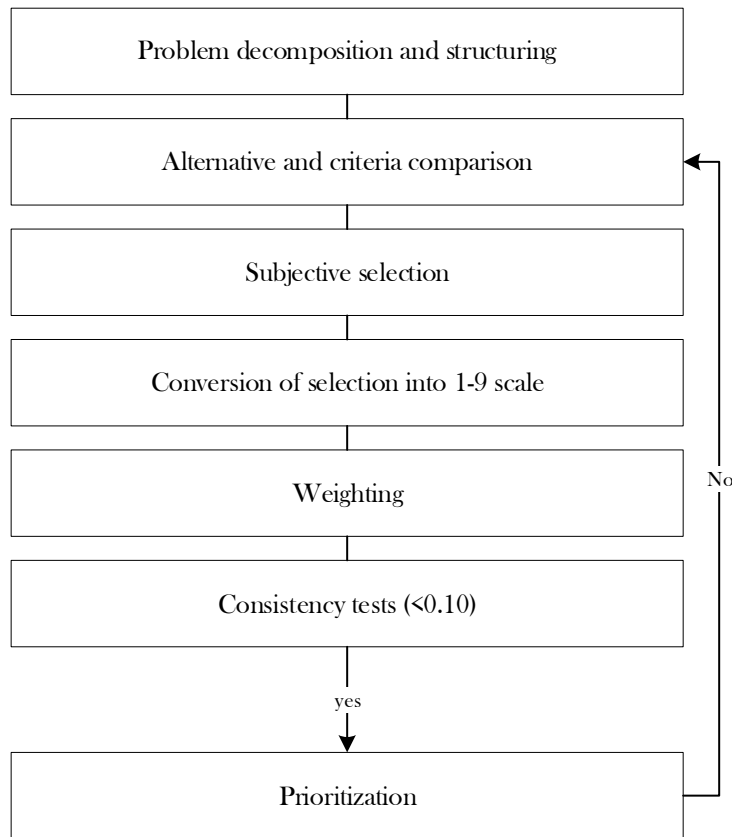 Problem decomposition and structuring
Alternative and criteria comparison
Subjective selection
Conversion of selection into 1-9 scale
Weighting
No
Consistency tests (<0.10)
yes
Prioritization